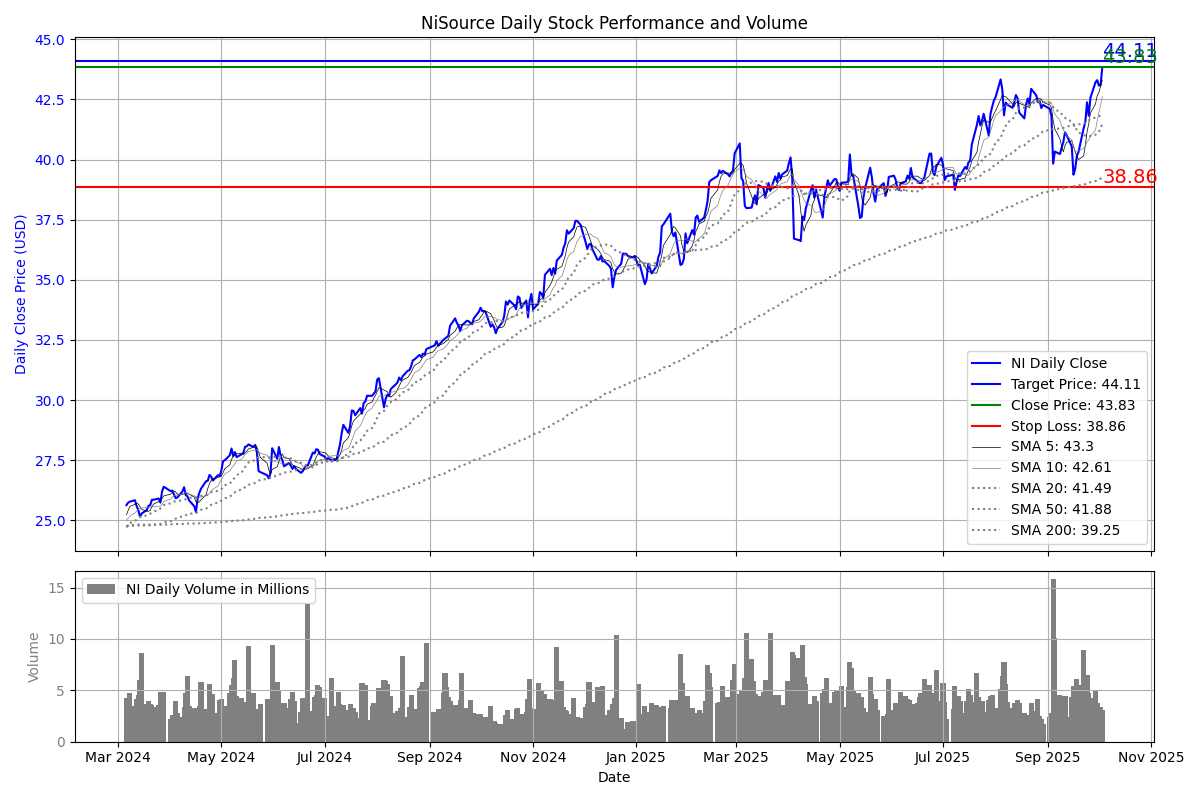 NiSource Daily Stock Performance and Volume
45.0
42.5
40.0
37.5
35.0
32.5
30.0
27.5
25.0
Daily Close Price (USD)
44.11
43.83
38.86
NI Daily Close
Target Price: 44.11
Close Price: 43.83
Stop Loss: 38.86
SMA 5: 43.3
SMA 10: 42.61
SMA 20: 41.49
SMA 50: 41.88
SMA 200: 39.25
15
10
5
0
Volume
NI Daily Volume in Millions
Mar 2024
May 2024
Jul 2024
Sep 2024
Nov 2024
Jan 2025
Mar 2025
May 2025
Jul 2025
Sep 2025
Nov 2025
Date